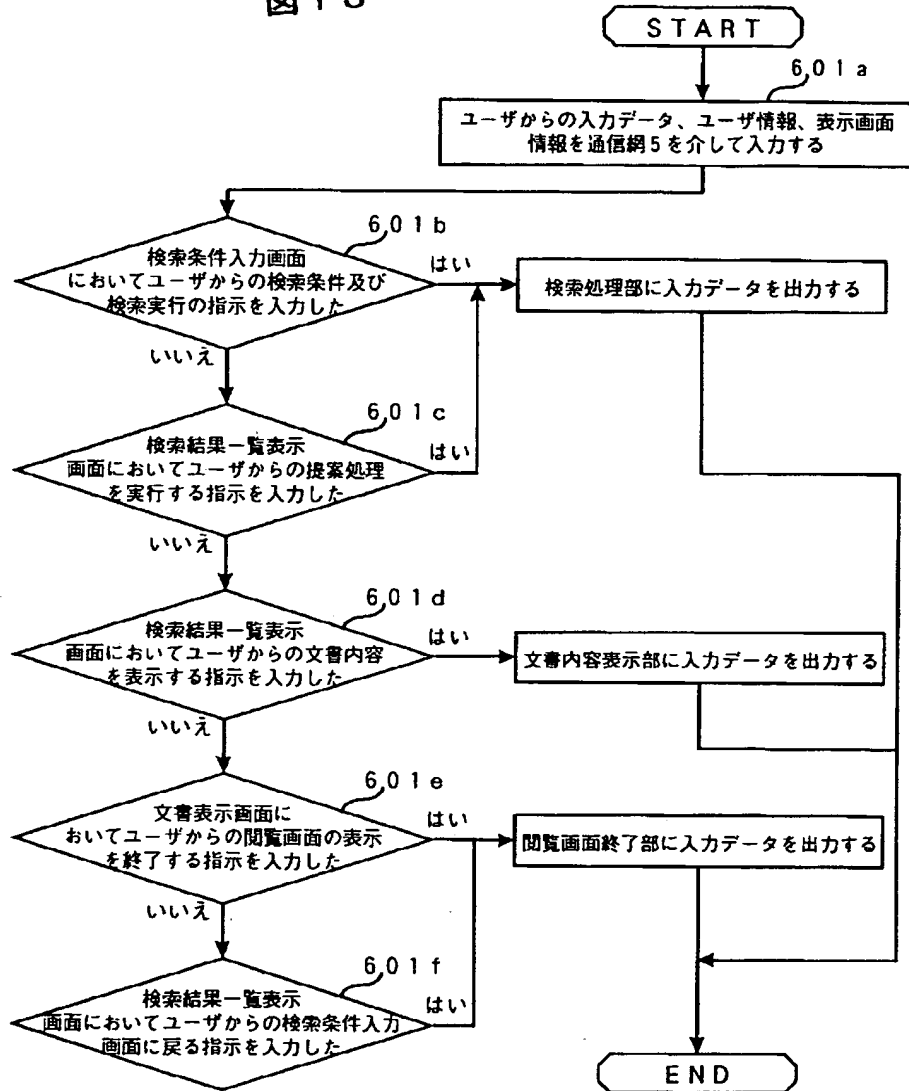 START
601a
ユーザからの入力データ、ユーザ情報、表示画面
情報を通信網5を介して入力する
601b
検索条件入力画面
においてユーザからの検索条件及び
検索実行の指示を入力した
はい
検索処理部に入力データを出力する
いいえ
601c
検索結果一覧表示
画面においてユーザからの提案処理
を実行する指示を入力した
はい
いいえ
601d
検索結果一覧表示
画面においてユーザからの文書内容
を表示する指示を入力した
はい
文書内容表示部に入力データを出力する
いいえ
601e
文書表示画面に
おいてユーザからの閲覧画面の表示
を終了する指示を入力した
はい
閲覧画面終了部に入力データを出力する
いいえ
601f
検索結果一覧表示
画面においてユーザからの検索条件入力
画面に戻る指示を入力した
はい
END